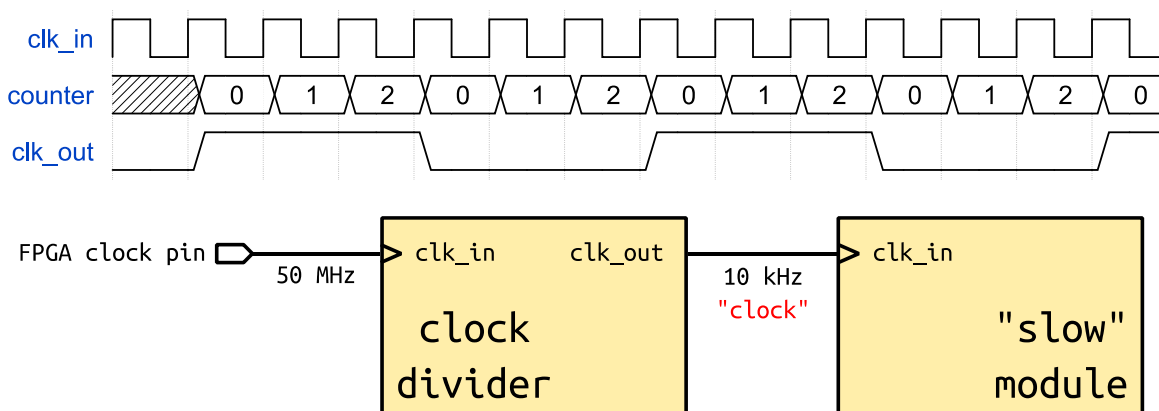 clk_in
counter 0 1 2 0 1 2 0 1 2 0 1 2 0
clk_out
FPGA clock pin 50 MHz clk_in clk_out 10 kHz clk_in
"clock"
clock "slow"
divider module